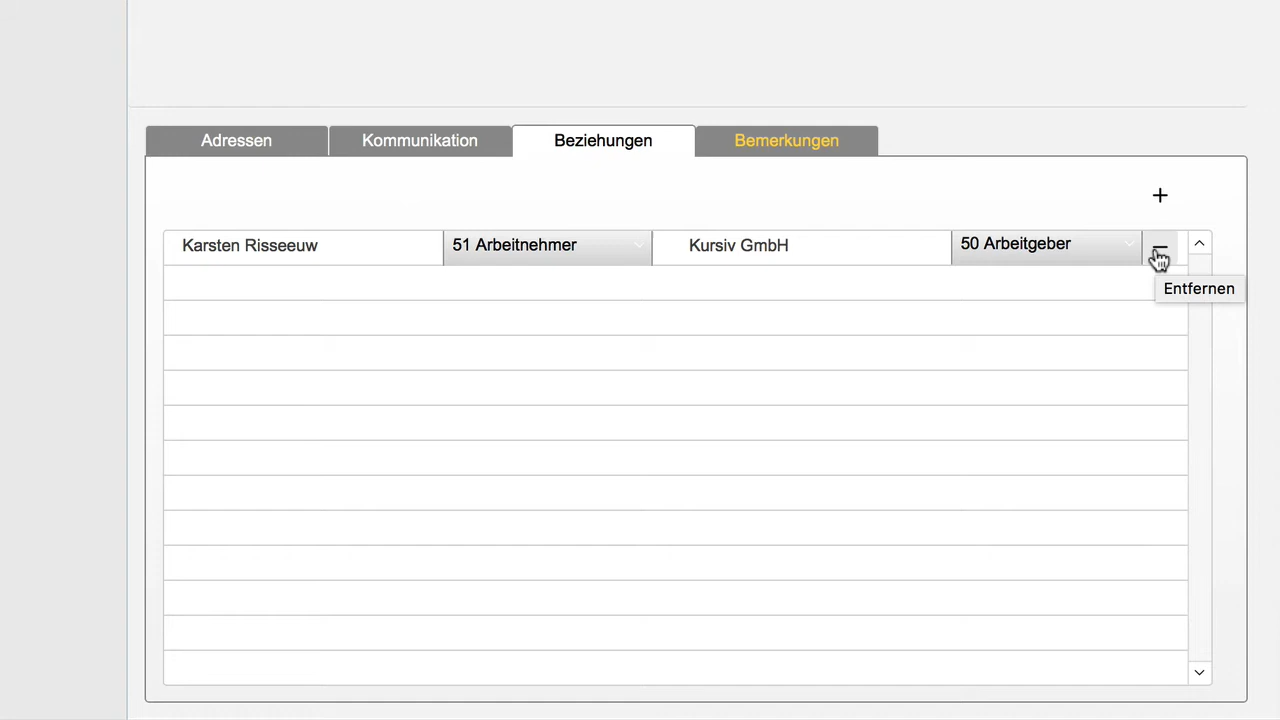 Adressen Kommunikation Beziehungen Bemerkungen
+
Karsten Risseeuw 51 Arbeitnehmer Kursiv GmbH 50 Arbeitgeber
Entfernen